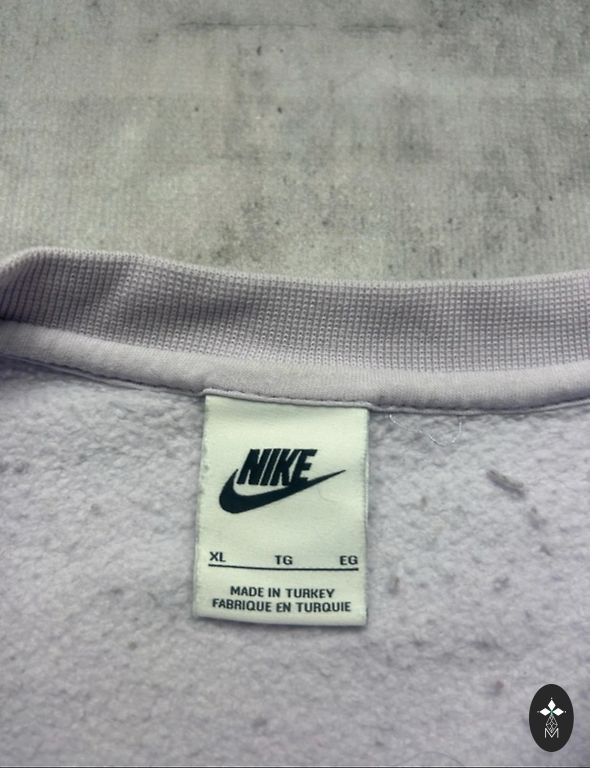 NIKE
XL TG EG
MADE IN TURKEY
FABRIQUE EN TURQUIE
M